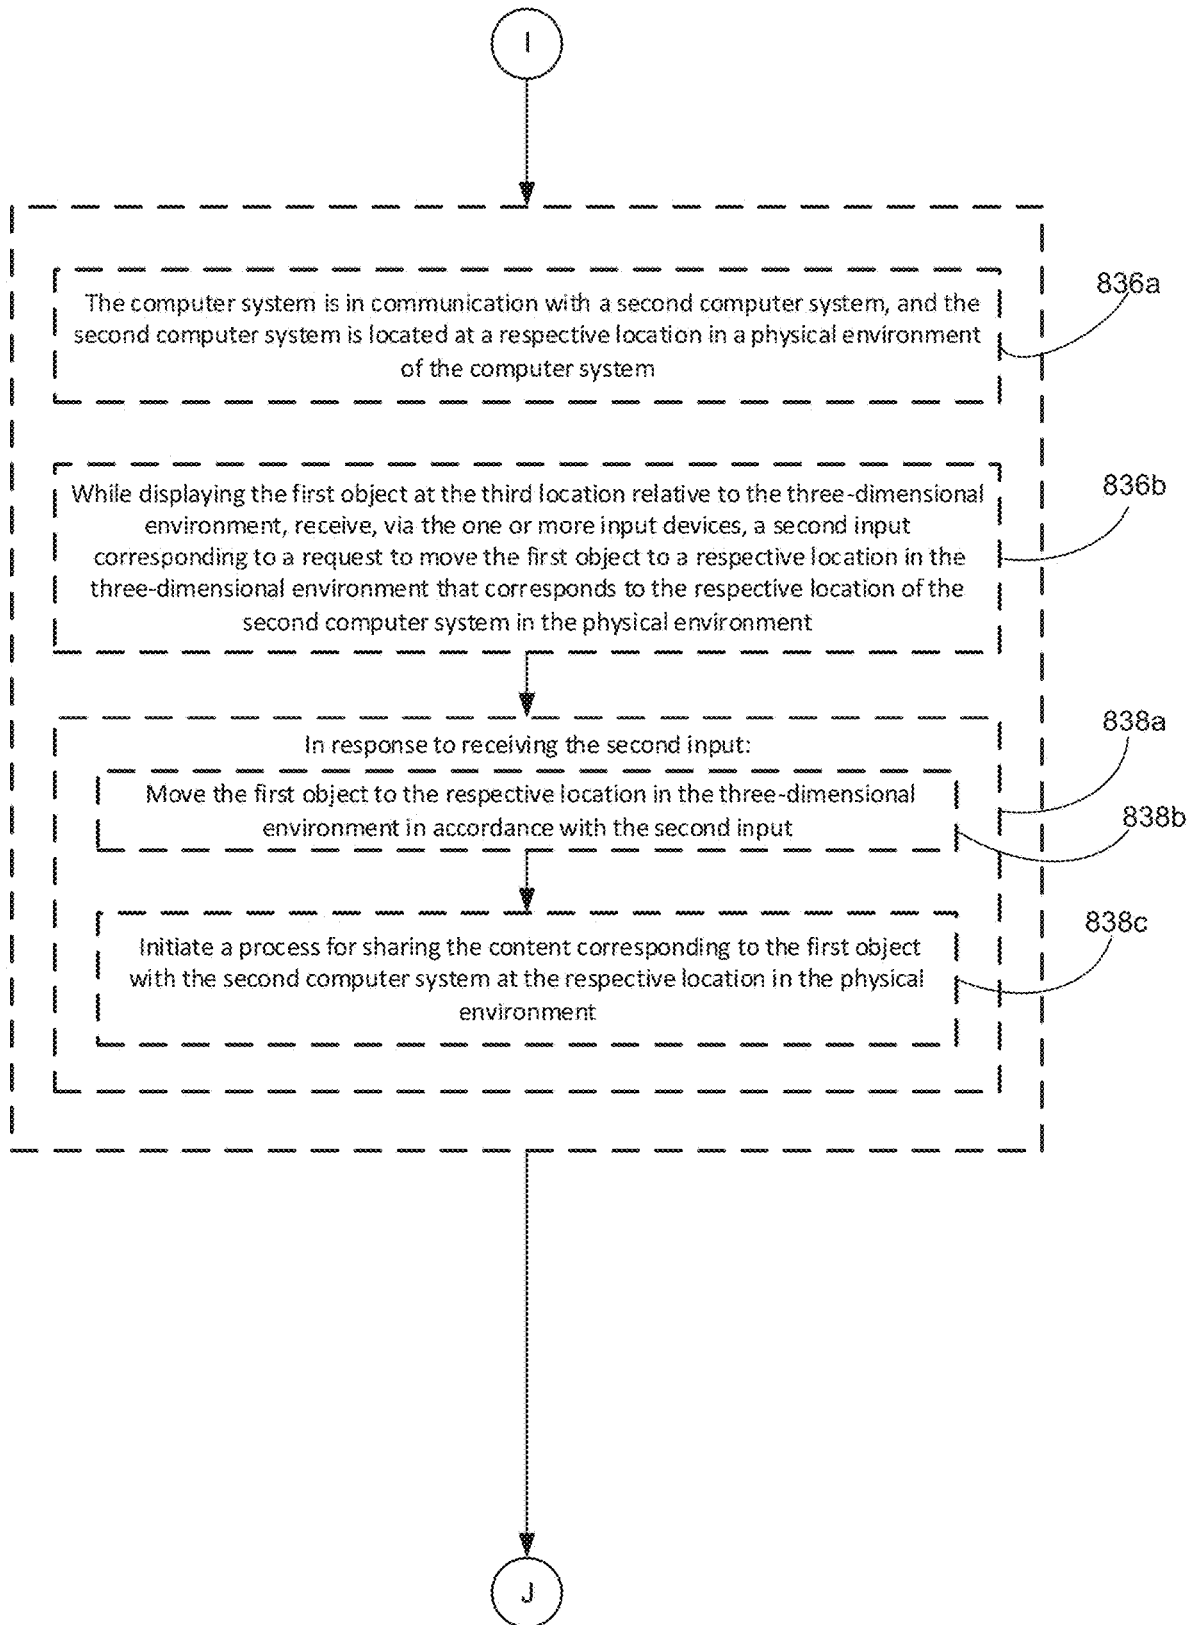 I
The computer system is in communication with a second computer system, and the
second computer system is located at a respective location in a physical environment
of the computer system
836a
While displaying the first object at the third location relative to the three-dimensional
environment, receive, via the one or more input devices, a second input
corresponding to a request to move the first object to a respective location in the
three-dimensional environment that corresponds to the respective location of the
second computer system in the physical environment
836b
In response to receiving the second input:
838a
Move the first object to the respective location in the three-dimensional
environment in accordance with the second input
838b
Initiate a process for sharing the content corresponding to the first object
with the second computer system at the respective location in the physical
environment
838c
J